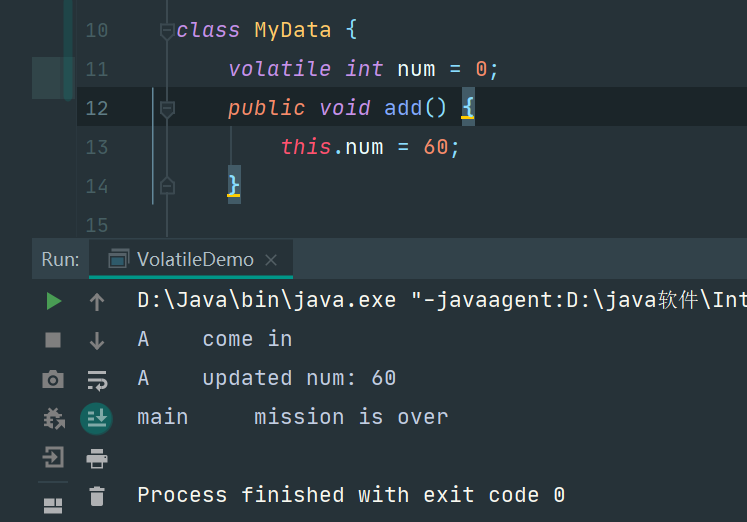 10 class MyData {
11 volatile int num = 0;
12 public void add() {
13 this.num = 60;
14 }
15
Run: VolatileDemo ×
D:\Java\bin\java.exe "-javaagent:D:\java软件\Int
A come in
A updated num: 60
main mission is over
Process finished with exit code 0